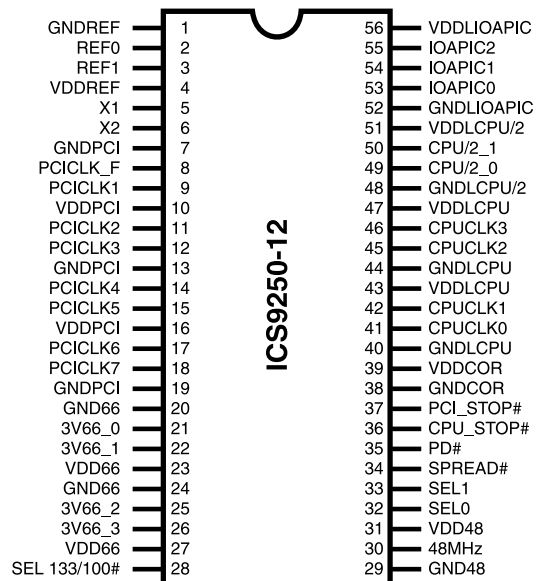 GNDREF 1 56 VDDLIOAPIC
REF0 2 55 IOAPIC2
REF1 3 54 IOAPIC1
VDDREF 4 53 IOAPIC0
X1 5 52 GNDLIOAPIC
X2 6 51 VDDLCPU/2
GNDPCI 7 50 CPU/2_1
PCICLK_F 8 49 CPU/2_0
PCICLK1 9 48 GNDLCPU/2
VDDPCI 10 47 VDDLCPU
PCICLK2 11 46 CPUCLK3
PCICLK3 12 45 CPUCLK2
GNDPCI 13 44 GNDLCPU
PCICLK4 14 43 VDDLCPU
PCICLK5 15 42 CPUCLK1
VDDPCI 16 41 CPUCLK0
PCICLK6 17 40 GNDLCPU
PCICLK7 18 39 VDDCOR
GNDPCI 19 38 GNDCOR
GND66 20 37 PCI_STOP#
3V66_0 21 36 CPU_STOP#
3V66_1 22 35 PD#
VDD66 23 34 SPREAD#
GND66 24 33 SEL1
3V66_2 25 32 SEL0
3V66_3 26 31 VDD48
VDD66 27 30 48MHz
SEL 133/100# 28 29 GND48
ICS9250-12